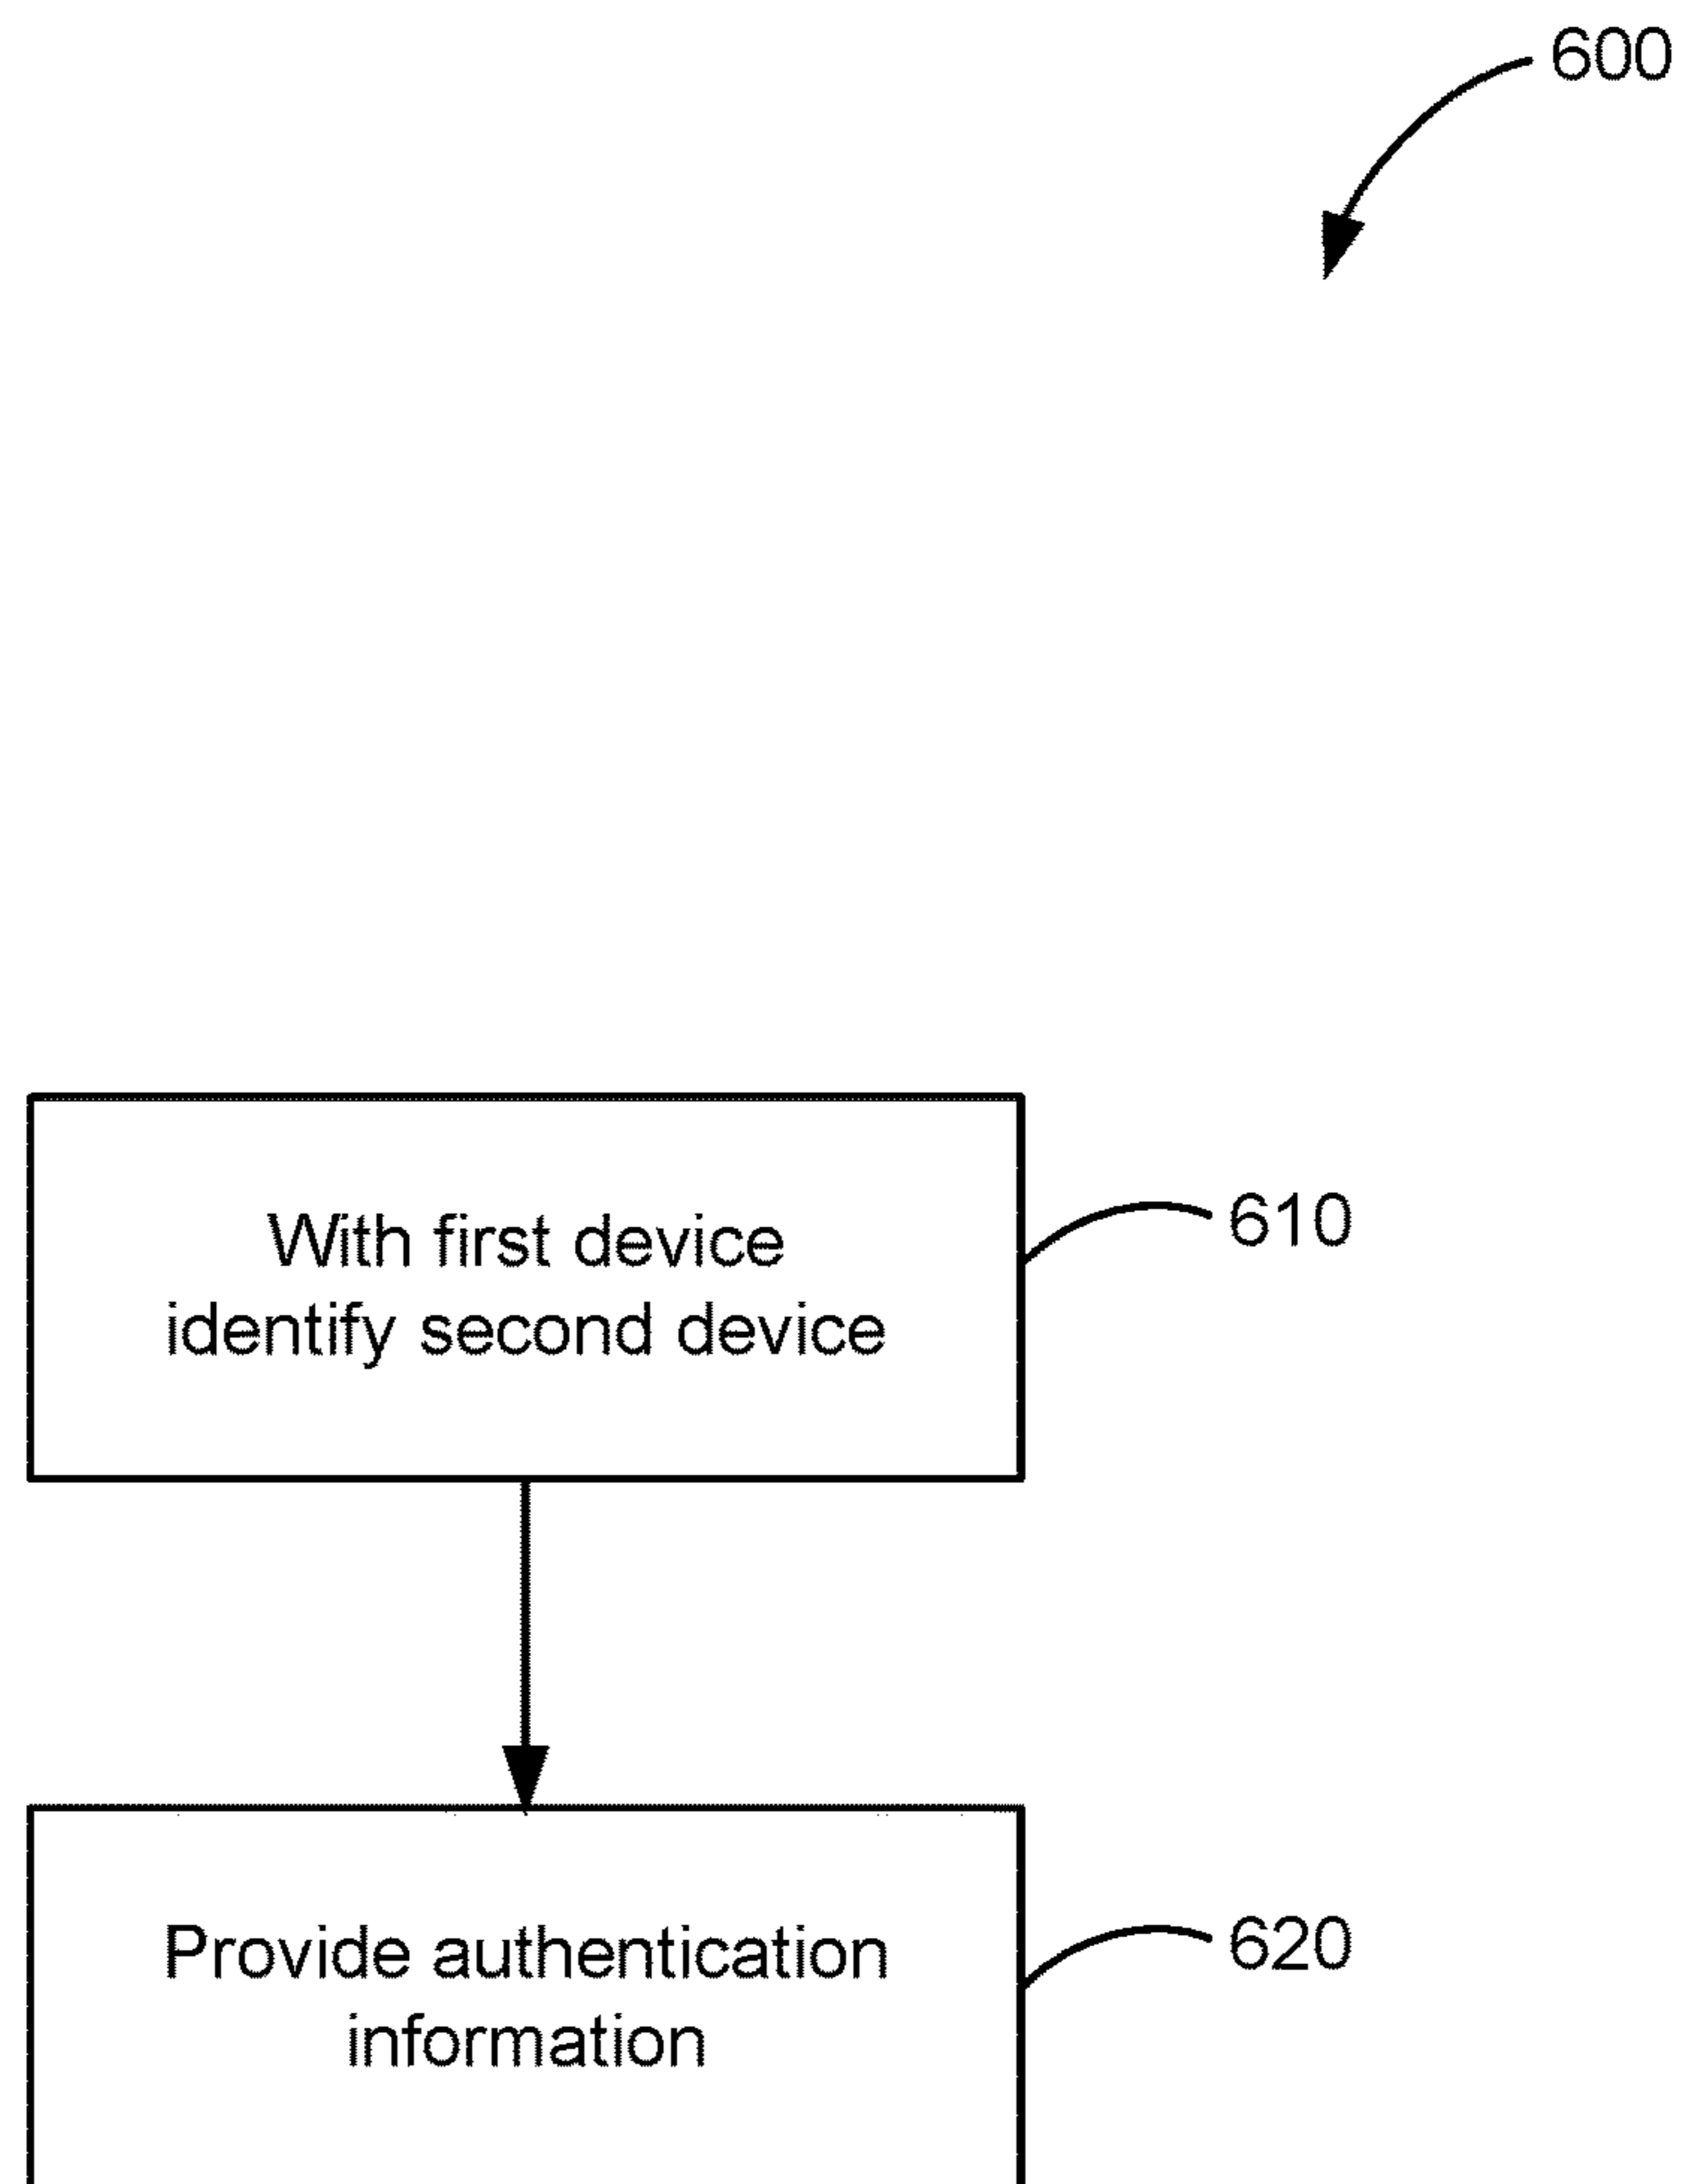 600
With first device
identify second device
610
Provide authentication
information
620